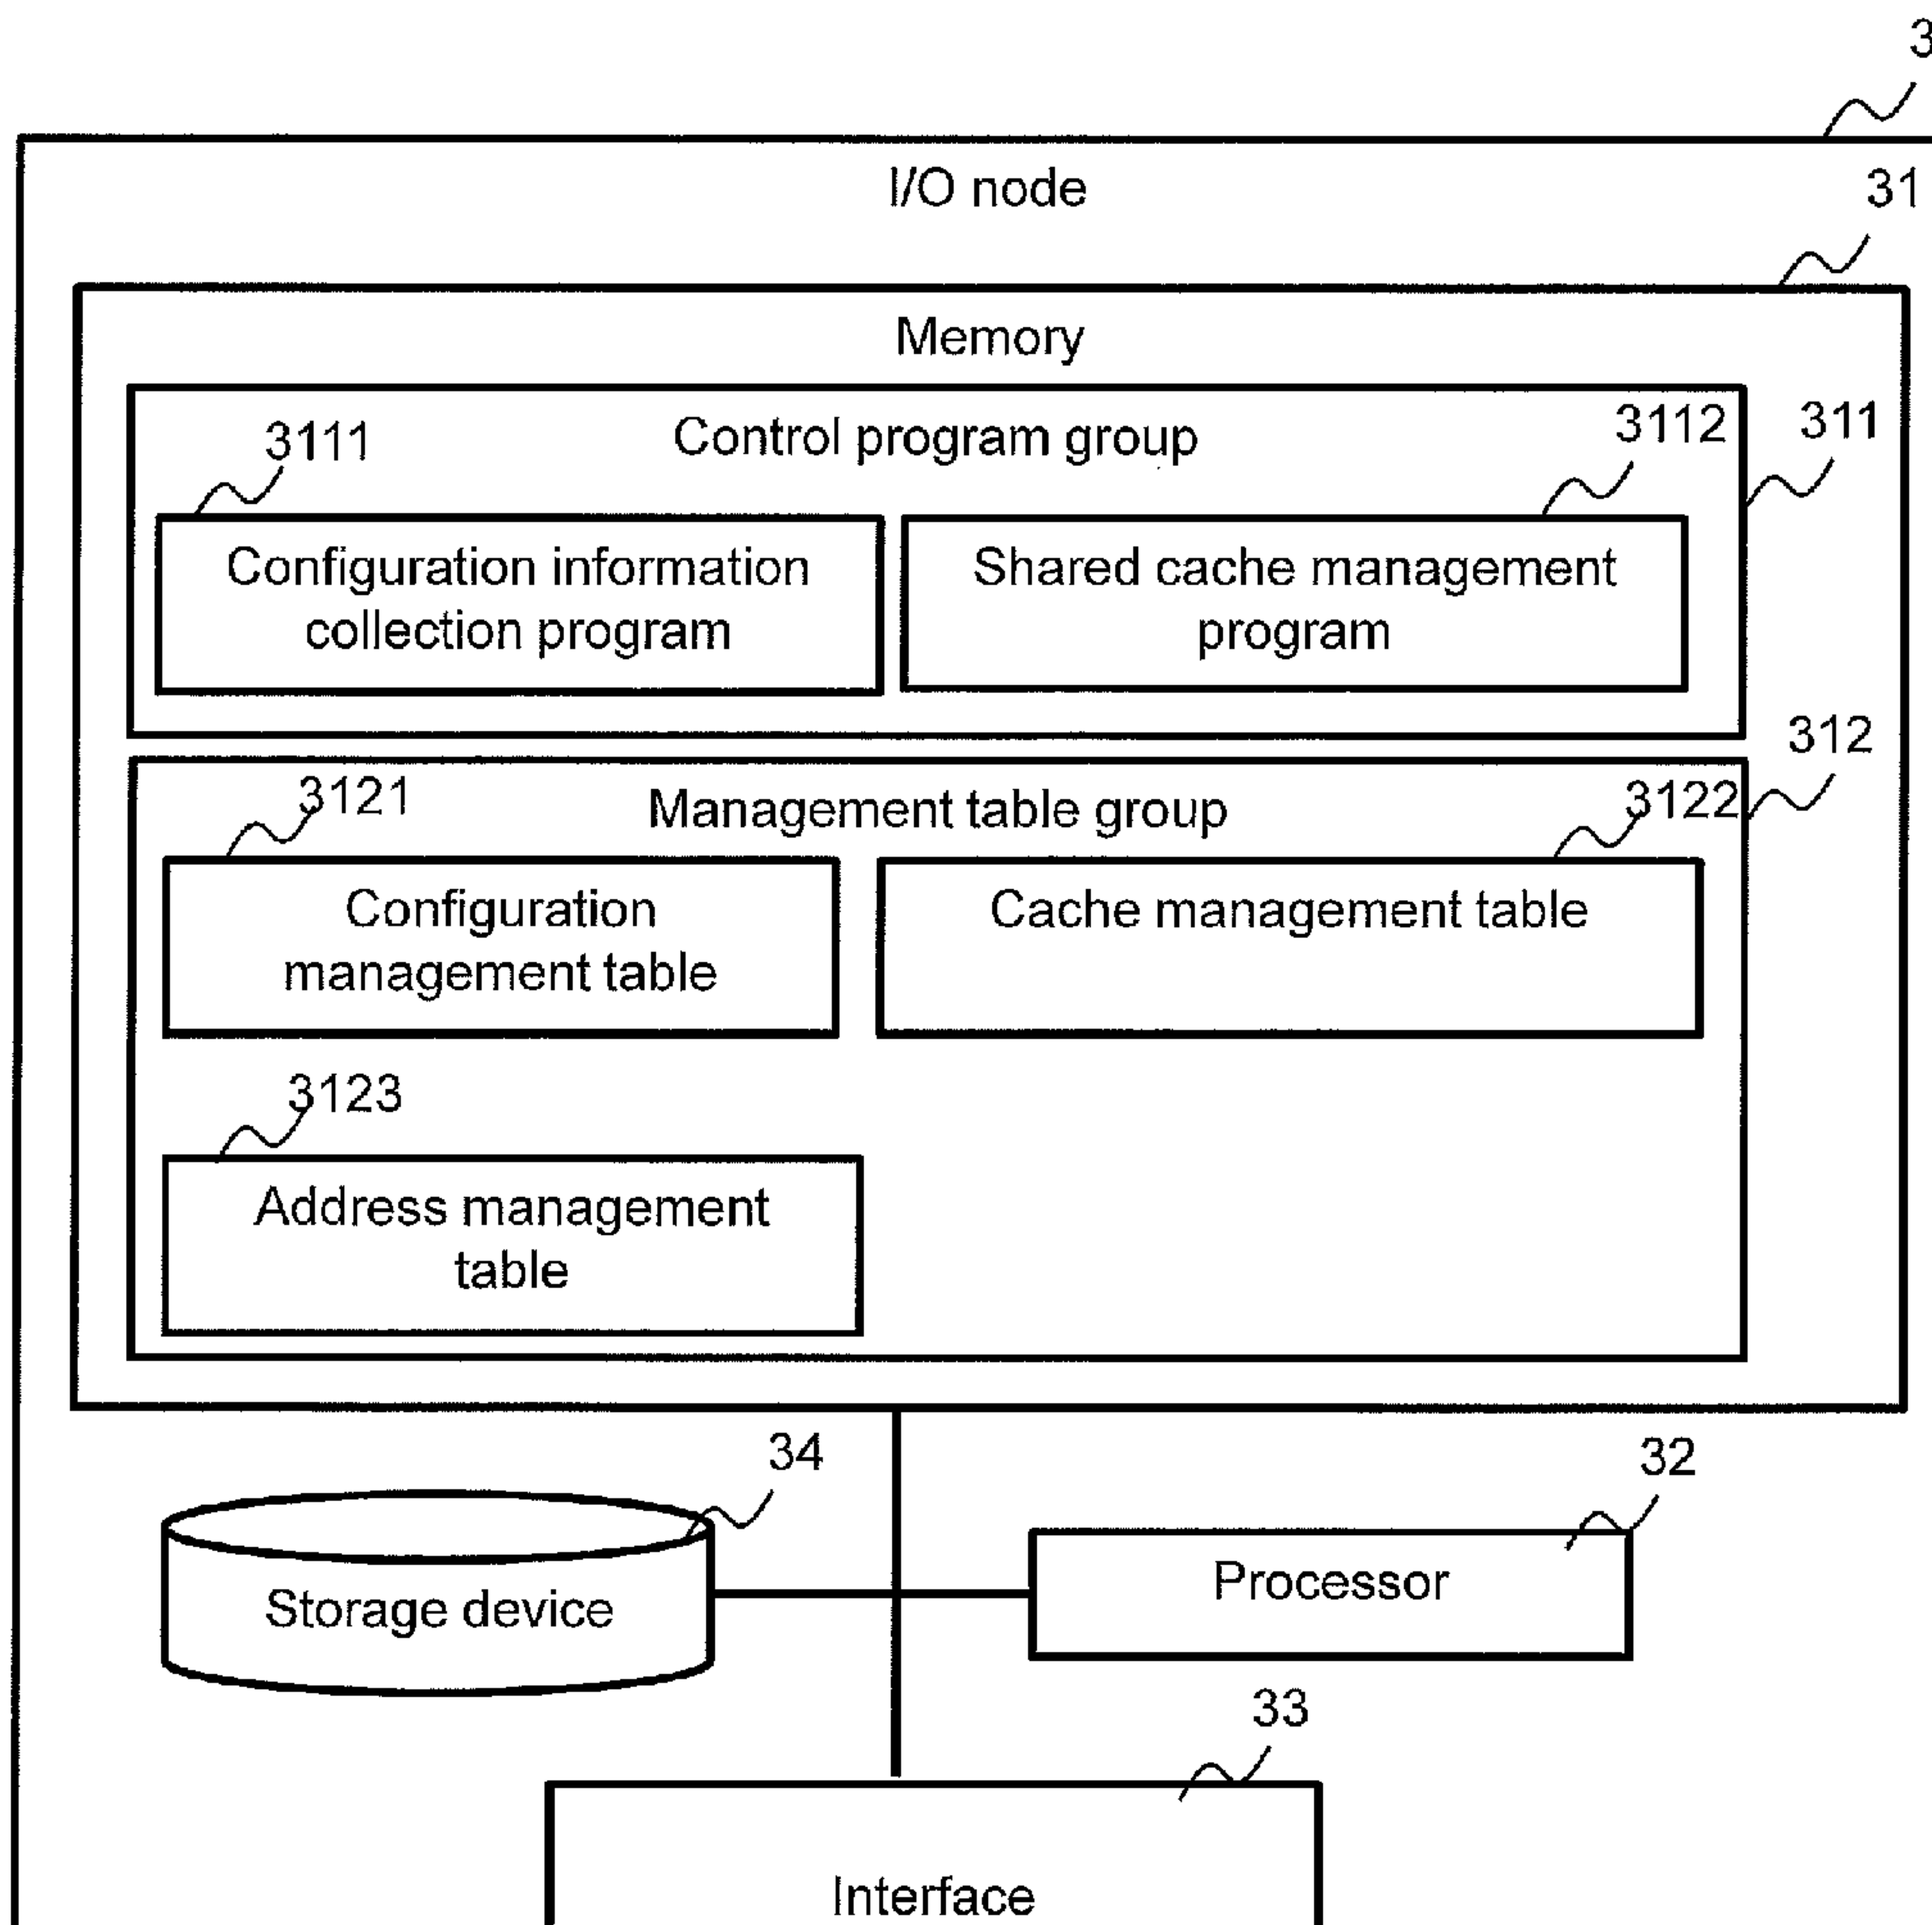 3
I/O node
31
Memory
3111
Control program group
3112
311
Configuration information
collection program
Shared cache management
program
312
3121
Management table group
3122
Configuration
management table
Cache management table
3123
Address management
table
34
32
Storage device
Processor
33
Interface